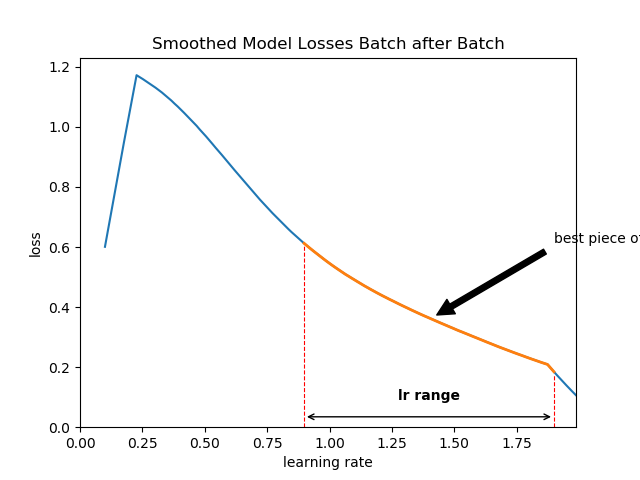 Smoothed Model Losses Batch after Batch
1.2
1.0
0.8
0.6
0.4
0.2
0.0
loss
best piece of
lr range
0.00 0.25 0.50 0.75 1.00 1.25 1.50 1.75
learning rate